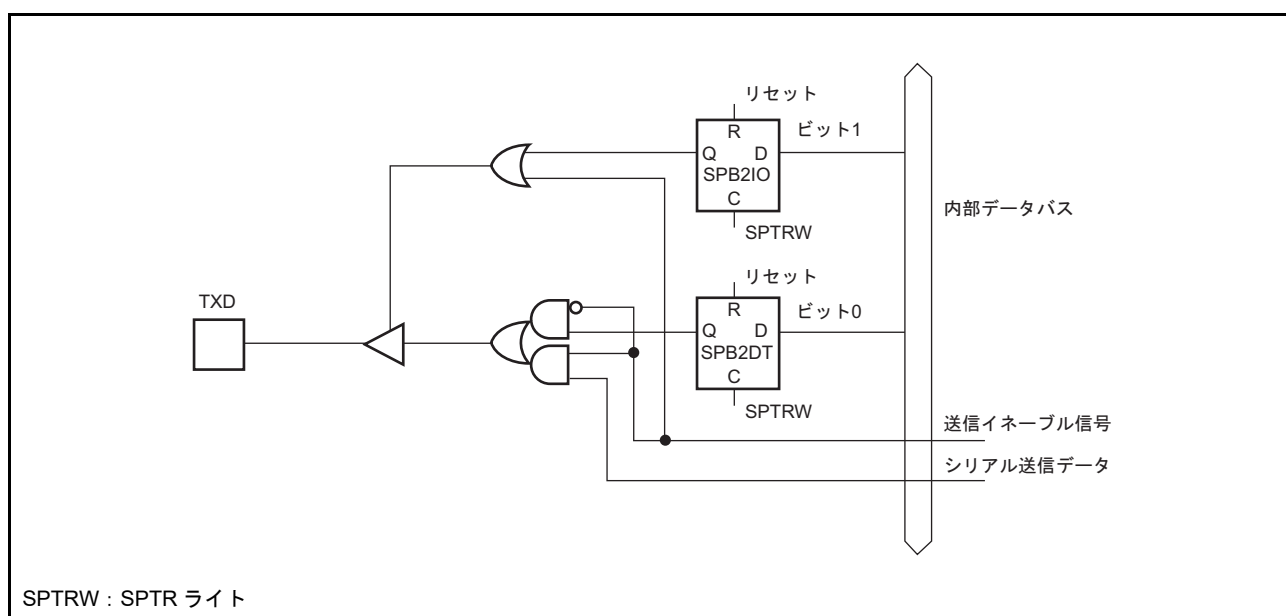 リセット
R
ビット1
Q D
SPB2IO
C
SPTRW
内部データバス
リセット
R
ビット0
TXD
Q D
SPB2DT
C
SPTRW
送信イネーブル信号
シリアル送信データ
SPTRW：SPTR ライト